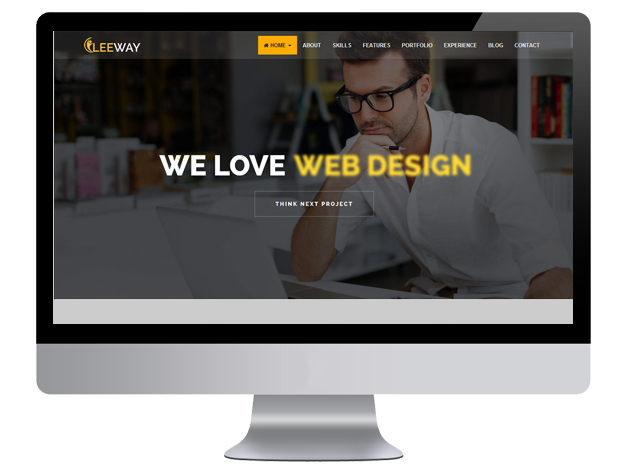 LEEWAY
HOME ABOUT SKILLS FEATURES PORTFOLIO EXPERIENCE BLOG CONTACT
WE LOVE WEB DESIGN
THINK NEXT PROJECT